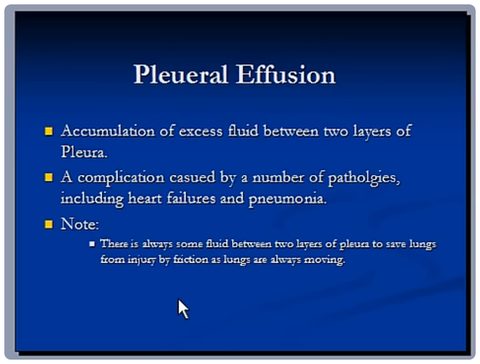 Pleueral Effusion
Accumulation of excess fluid between two layers of
Pleura.
A complication casued by a number of patholgies,
including heart failures and pneumonia.
Note:
There is always some fluid between two layers of pleura to save lungs
from injury by friction as lungs are always moving.